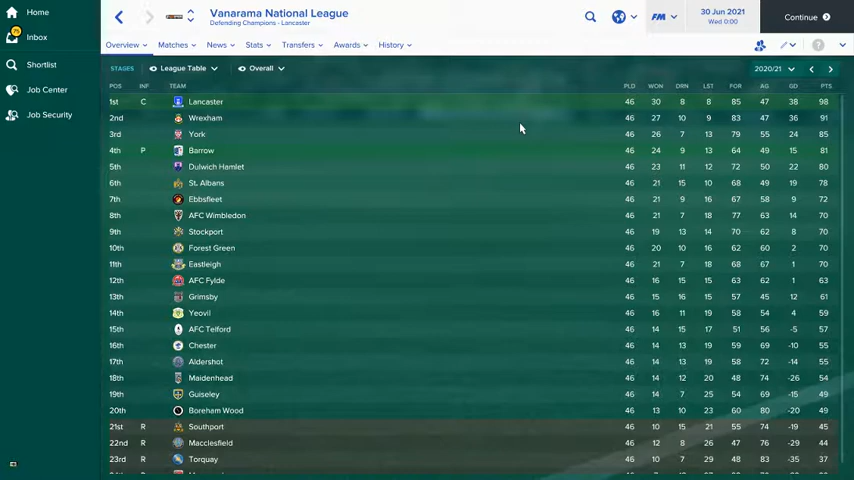 Home
Vanarama National League
Defending Champions - Lancaster
FM
30 Jun 2021
Wed 0:00
Continue
Inbox
Overview Matches News Stats Transfers Awards History
Shortlist
STAGES League Table Overall 2020/21
Job Center
Job Security
POS INF TEAM PLD WON DRN LST FOR AG GD PTS
1st C Lancaster 46 30 8 8 85 47 38 98
2nd Wrexham 46 27 10 9 83 47 36 91
3rd York 46 26 7 13 79 55 24 85
4th P Barrow 46 24 9 13 64 49 15 81
5th Dulwich Hamlet 46 23 11 12 72 50 22 80
6th St. Albans 46 21 15 10 68 49 19 78
7th Ebbsfleet 46 21 9 16 67 58 9 72
8th AFC Wimbledon 46 21 7 18 77 63 14 70
9th Stockport 46 19 13 14 70 62 8 70
10th Forest Green 46 20 10 16 62 60 2 70
11th Eastleigh 46 21 7 18 68 67 1 70
12th AFC Fylde 46 16 15 15 62 62 1 63
13th Grimsby 46 15 16 15 57 45 12 61
14th Yeovil 46 16 11 19 58 54 4 59
15th AFC Telford 46 14 15 17 51 56 -5 57
16th Chester 46 14 13 19 59 69 -10 55
17th Aldershot 46 14 13 19 58 72 -14 55
18th Maidenhead 46 14 12 20 48 74 -26 54
19th Guiseley 46 14 7 25 54 69 -15 49
20th Boreham Wood 46 13 10 23 60 80 -20 49
21st R Southport 46 10 15 21 55 74 -19 45
22nd R Macclesfield 46 12 8 26 47 76 -29 44
23rd R Torquay 46 10 7 29 48 83 -35 37